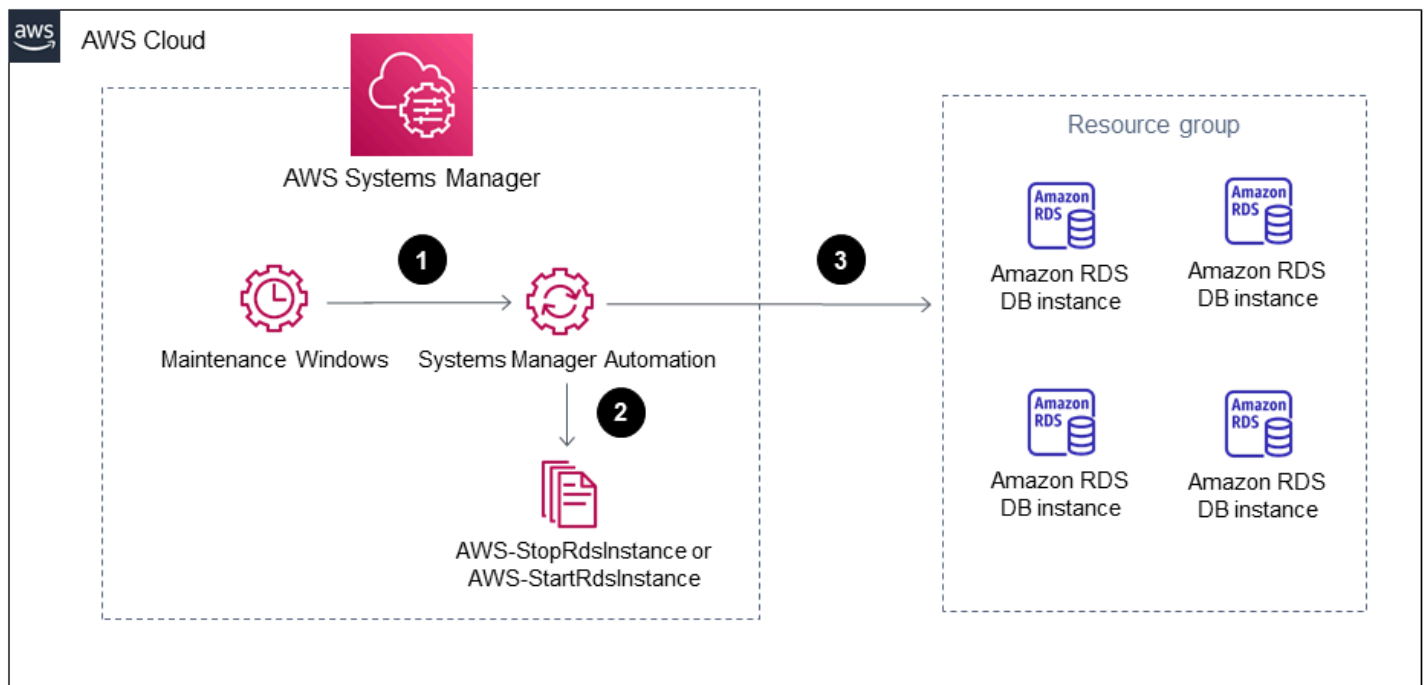 aws
AWS Cloud
AWS Systems Manager
Resource group
1
3
Maintenance Windows
Systems Manager Automation
2
AWS-StopRdsInstance or
AWS-StartRdsInstance
Amazon
RDS
Amazon RDS
DB instance
Amazon
RDS
Amazon RDS
DB instance
Amazon
RDS
Amazon RDS
DB instance
Amazon
RDS
Amazon RDS
DB instance